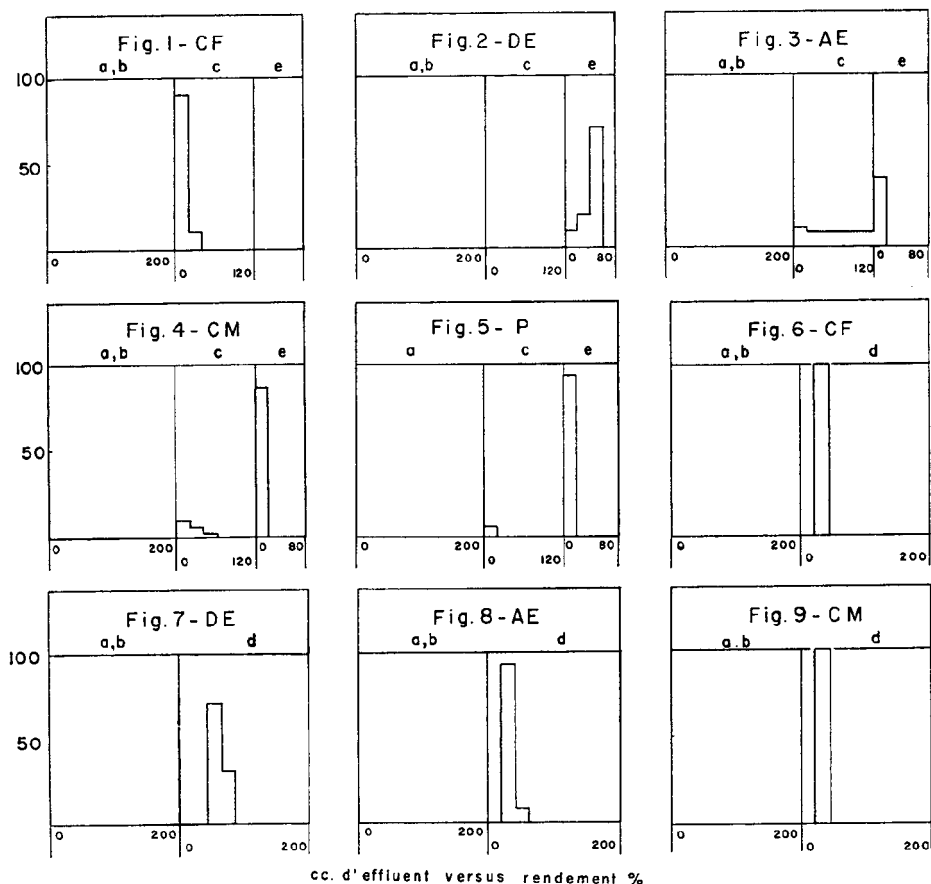 Fig. 1 - CF
a,b c e
100
50
0 200 0 120
Fig. 2 - DE
a,b c e
0 200 0 120 0 80
Fig. 3 - AE
a,b c e
0 200 0 120 0 80
Fig. 4 - CM
a,b c e
100
50
0 200 0 120 0 80
Fig. 5 - P
a c e
0 200 0 120 0 80
Fig. 6 - CF
a,b d
0 200 0 200
Fig. 7 - DE
a,b d
100
50
0 200 0 200
Fig. 8 - AE
a,b d
0 200 0 200
Fig. 9 - CM
a.b d
0 200 0 200
cc. d'effluent versus rendement %